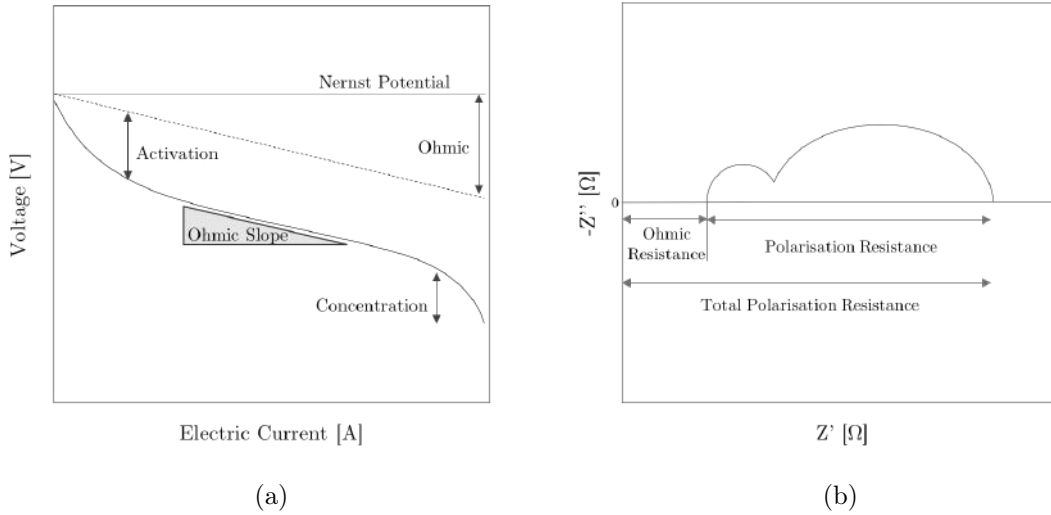 Nernst Potential
Activation
Ohmic
Ohmic Slope
Concentration
Voltage [V]
Electric Current [A]
(a)
-Z'' [Ω]
0
Ohmic
Resistance
Polarisation Resistance
Total Polarisation Resistance
Z' [Ω]
(b)